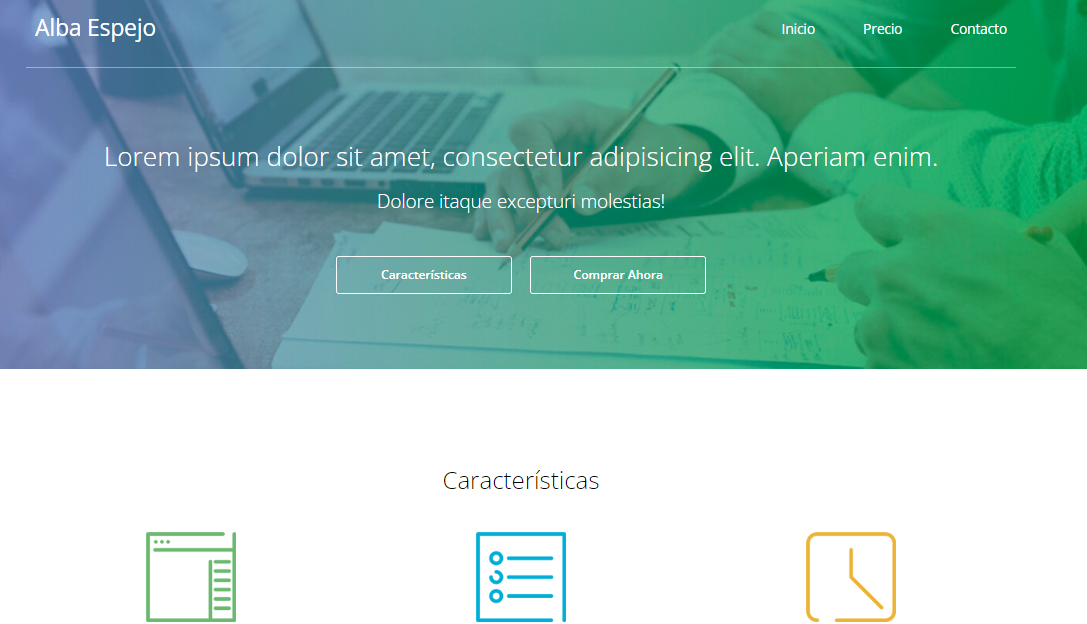 Alba Espejo
Inicio Precio Contacto
Lorem ipsum dolor sit amet, consectetur adipisicing elit. Aperiam enim.
Dolore itaque excepturi molestias!
Características Comprar Ahora
Características